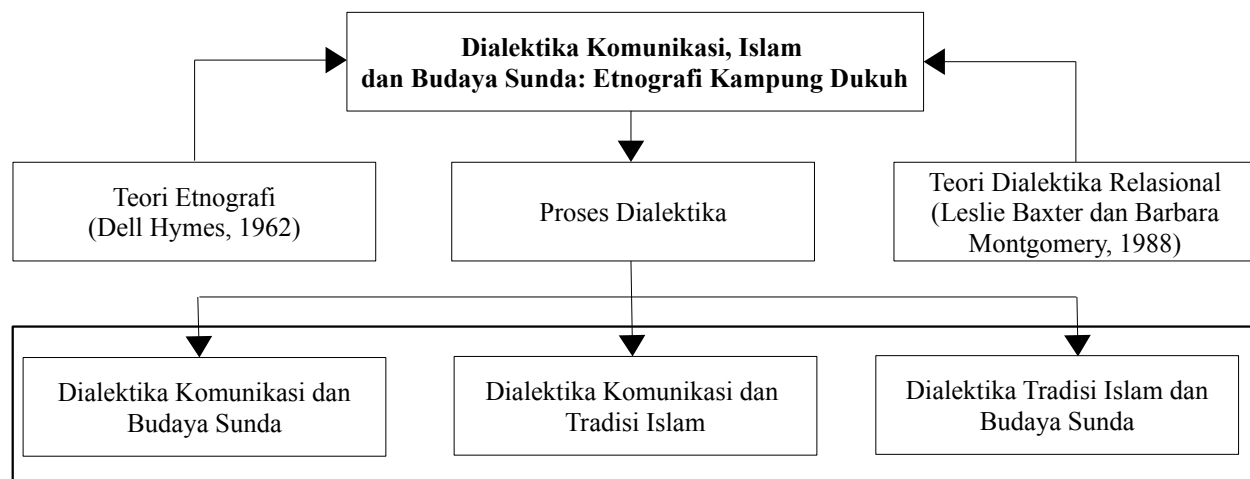 Dialektika Komunikasi, Islam
dan Budaya Sunda: Etnografi Kampung Dukuh
Teori Etnografi
(Dell Hymes, 1962)
Proses Dialektika
Teori Dialektika Relasional
(Leslie Baxter dan Barbara
Montgomery, 1988)
Dialektika Komunikasi dan
Budaya Sunda
Dialektika Komunikasi dan
Tradisi Islam
Dialektika Tradisi Islam dan
Budaya Sunda